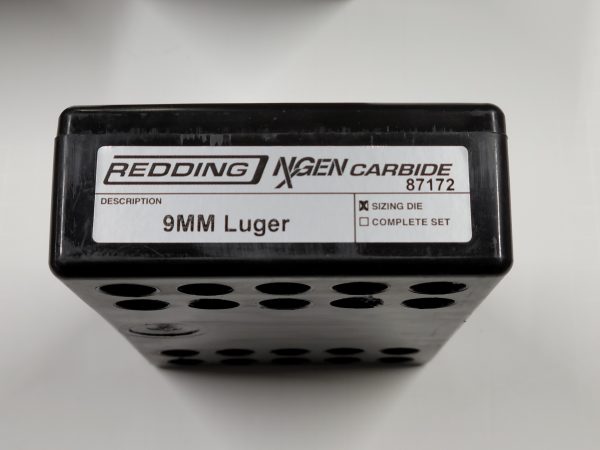 REDDING NXGEN CARBIDE
87172
DESCRIPTION
9MM Luger
☒ SIZING DIE
☐ COMPLETE SET